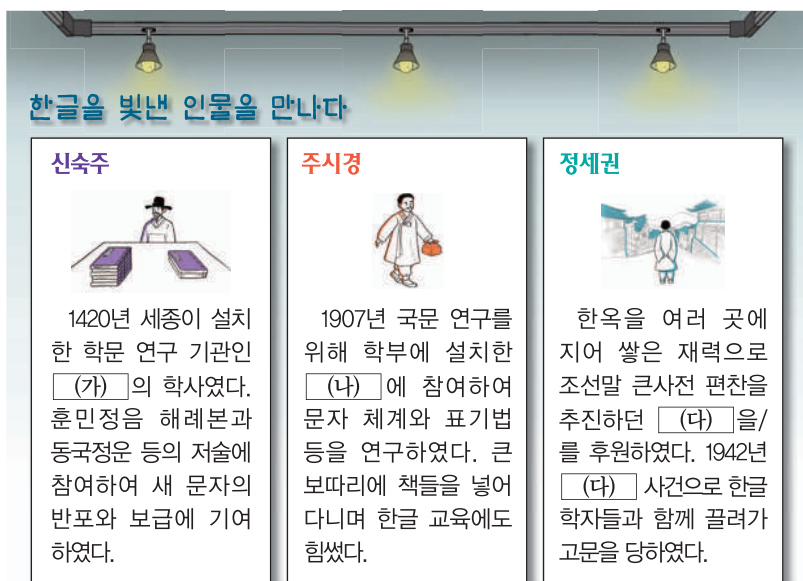 한글을 빛낸 인물을 만나다
신숙주
1420년 세종이 설치
한 학문 연구 기관인
(가) 의 학사였다.
훈민정음 해례본과
동국정운 등의 저술에
참여하여 새 문자의
반포와 보급에 기여
하였다.
주시경
1907년 국문 연구를
위해 학부에 설치한
(나) 에 참여하여
문자 체계와 표기법
등을 연구하였다. 큰
보따리에 책들을 넣어
다니며 한글 교육에도
힘썼다.
정세권
한옥을 여러 곳에
지어 쌓은 재력으로
조선말 큰사전 편찬을
추진하던 (다) 을/
를 후원하였다. 1942년
(다) 사건으로 한글
학자들과 함께 끌려가
고문을 당하였다.